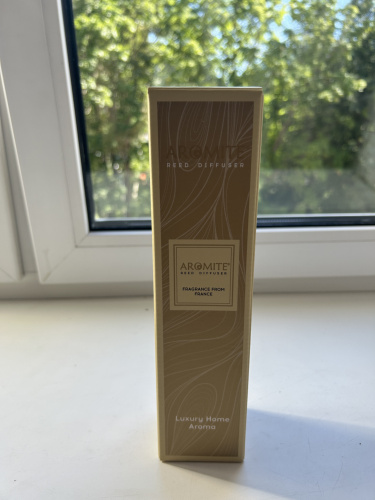 AROMITE
REED DIFFUSER
AROMITE®
REED DIFFUSER
FRAGRANCE FROM
FRANCE
Luxury Home
Aroma